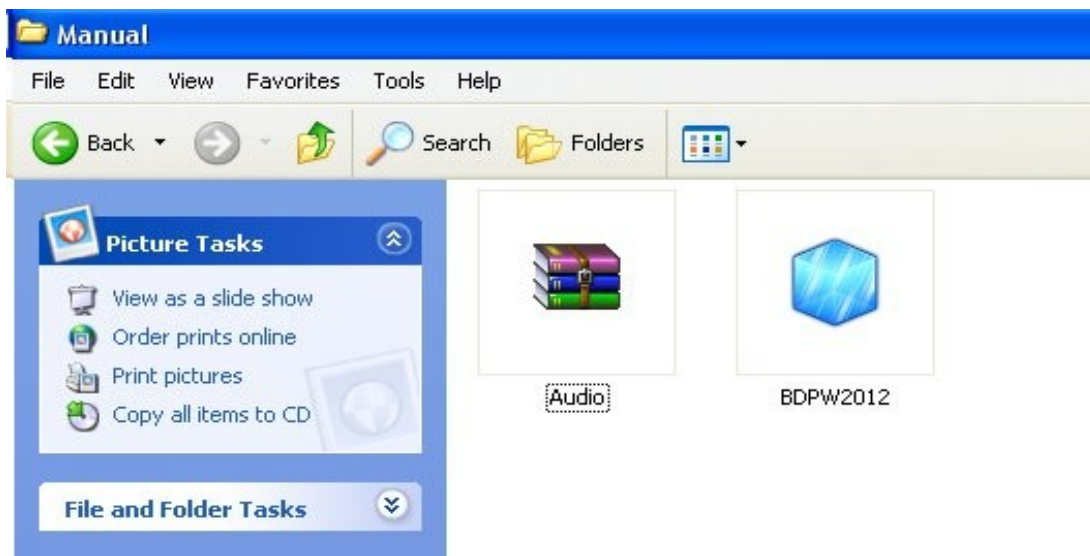 Manual
File Edit View Favorites Tools Help
Back Search Folders
Picture Tasks
View as a slide show
Order prints online
Print pictures
Copy all items to CD
File and Folder Tasks
Audio BDPW2012